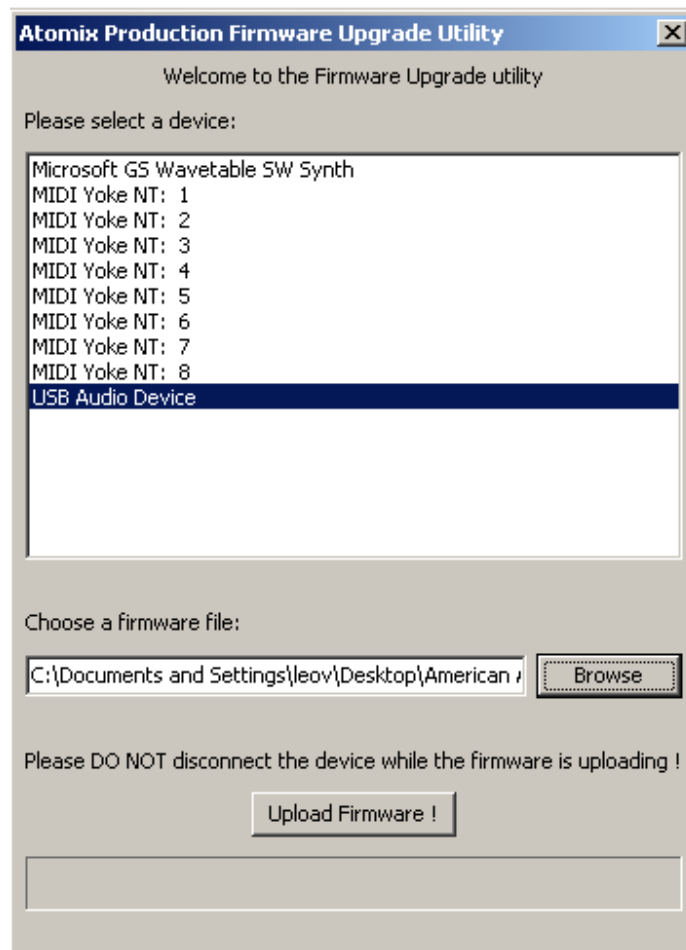 Atomix Production Firmware Upgrade Utility
Welcome to the Firmware Upgrade utility
Please select a device:
Microsoft GS Wavetable SW Synth
MIDI Yoke NT: 1
MIDI Yoke NT: 2
MIDI Yoke NT: 3
MIDI Yoke NT: 4
MIDI Yoke NT: 5
MIDI Yoke NT: 6
MIDI Yoke NT: 7
MIDI Yoke NT: 8
USB Audio Device
Choose a firmware file:
C:\Documents and Settings\leov\Desktop\American
Browse
Please DO NOT disconnect the device while the firmware is uploading !
Upload Firmware !